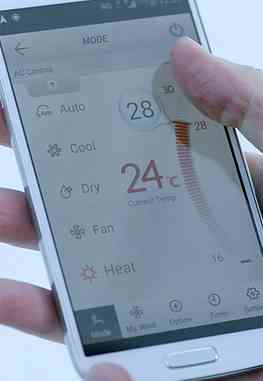 MODE
AC Control
Auto
30
28
28
Cool
24°C
Current Temp
Dry
Fan
Heat
16
Mode
My Wind
Option
Timer